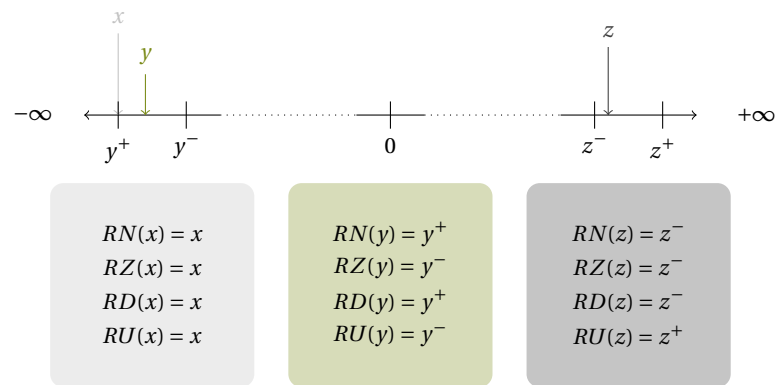 x
y
z
−∞
+∞
y⁺
y⁻
0
z⁻
z⁺
RN(x) = x
RZ(x) = x
RD(x) = x
RU(x) = x
RN(y) = y⁺
RZ(y) = y⁻
RD(y) = y⁺
RU(y) = y⁻
RN(z) = z⁻
RZ(z) = z⁻
RD(z) = z⁻
RU(z) = z⁺